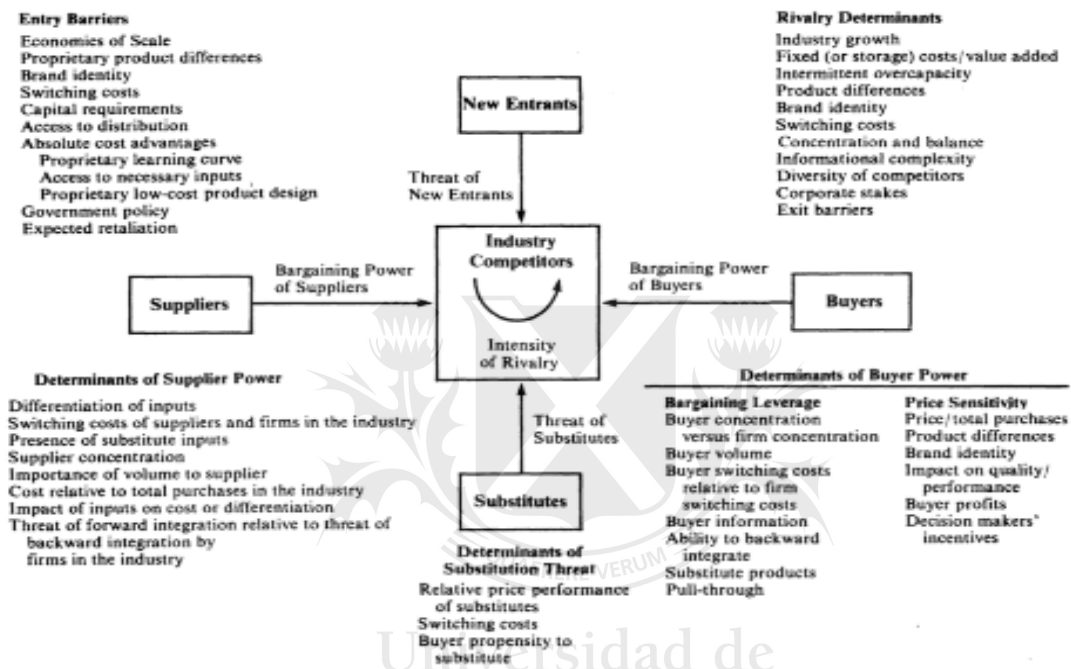 Entry Barriers
Economies of Scale
Proprietary product differences
Brand identity
Switching costs
Capital requirements
Access to distribution
Absolute cost advantages
Proprietary learning curve
Access to necessary inputs
Proprietary low-cost product design
Government policy
Expected retaliation
New Entrants
Threat of
New Entrants
Rivalry Determinants
Industry growth
Fixed (or storage) costs/value added
Intermittent overcapacity
Product differences
Brand identity
Switching costs
Concentration and balance
Informational complexity
Diversity of competitors
Corporate stakes
Exit barriers
Suppliers
Bargaining Power
of Suppliers
Industry
Competitors
Intensity
of Rivalry
Bargaining Power
of Buyers
Buyers
Determinants of Supplier Power
Differentiation of inputs
Switching costs of suppliers and firms in the industry
Presence of substitute inputs
Supplier concentration
Importance of volume to supplier
Cost relative to total purchases in the industry
Impact of inputs on cost or differentiation
Threat of forward integration relative to threat of
backward integration by
firms in the industry
Threat of
Substitutes
Substitutes
Determinants of
Substitution Threat
Relative price performance
of substitutes
Switching costs
Buyer propensity to
substitute
Determinants of Buyer Power
Bargaining Leverage
Buyer concentration
versus firm concentration
Buyer volume
Buyer switching costs
relative to firm
switching costs
Buyer information
Ability to backward
integrate
Substitute products
Pull-through
Price Sensitivity
Price/total purchases
Product differences
Brand identity
Impact on quality/
performance
Buyer profits
Decision makers'
incentives
VERUM
Universidad de